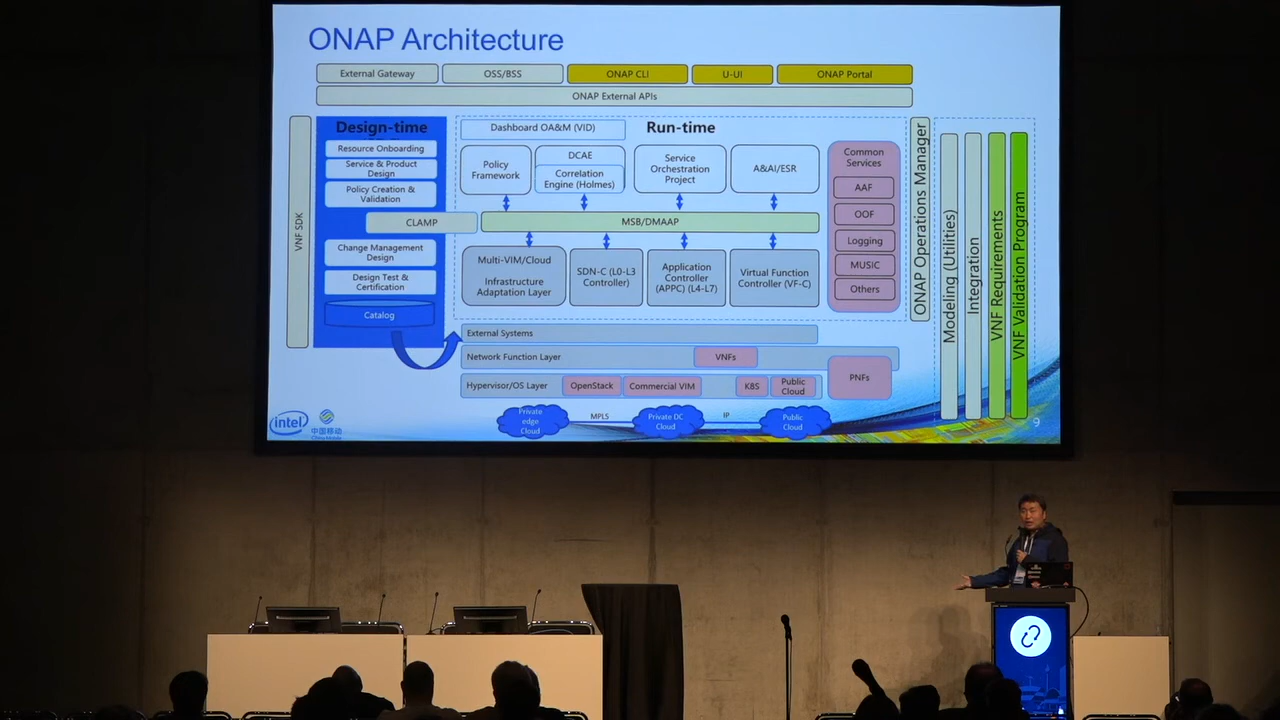 ONAP Architecture
External Gateway
OSS/BSS
ONAP CLI
U-UI
ONAP Portal
ONAP External APIs
VNF SDK
Design-time
Resource Onboarding
Service & Product
Design
Policy Creation &
Validation
CLAMP
Change Management
Design
Design Test &
Certification
Catalog
Dashboard OA&M (VID)
Run-time
Policy
Framework
DCAE
Correlation
Engine (Holmes)
Service
Orchestration
Project
A&AI/ESR
MSB/DMAAP
Multi-VIM/Cloud
Infrastructure
Adaptation Layer
SDN-C (L0-L3
Controller)
Application
Controller
(APPC) (L4-L7)
Virtual Function
Controller (VF-C)
Common
Services
AAF
OOF
Logging
MUSIC
Others
ONAP Operations Manager
Modeling (Utilities)
Integration
VNF Requirements
VNF Validation Program
External Systems
Network Function Layer
VNFs
Hypervisor/OS Layer
OpenStack
Commercial VIM
K8S
Public
Cloud
PNFs
Private
edge
Cloud
MPLS
Private DC
Cloud
IP
Public
Cloud
intel
中国移动
China Mobile
9